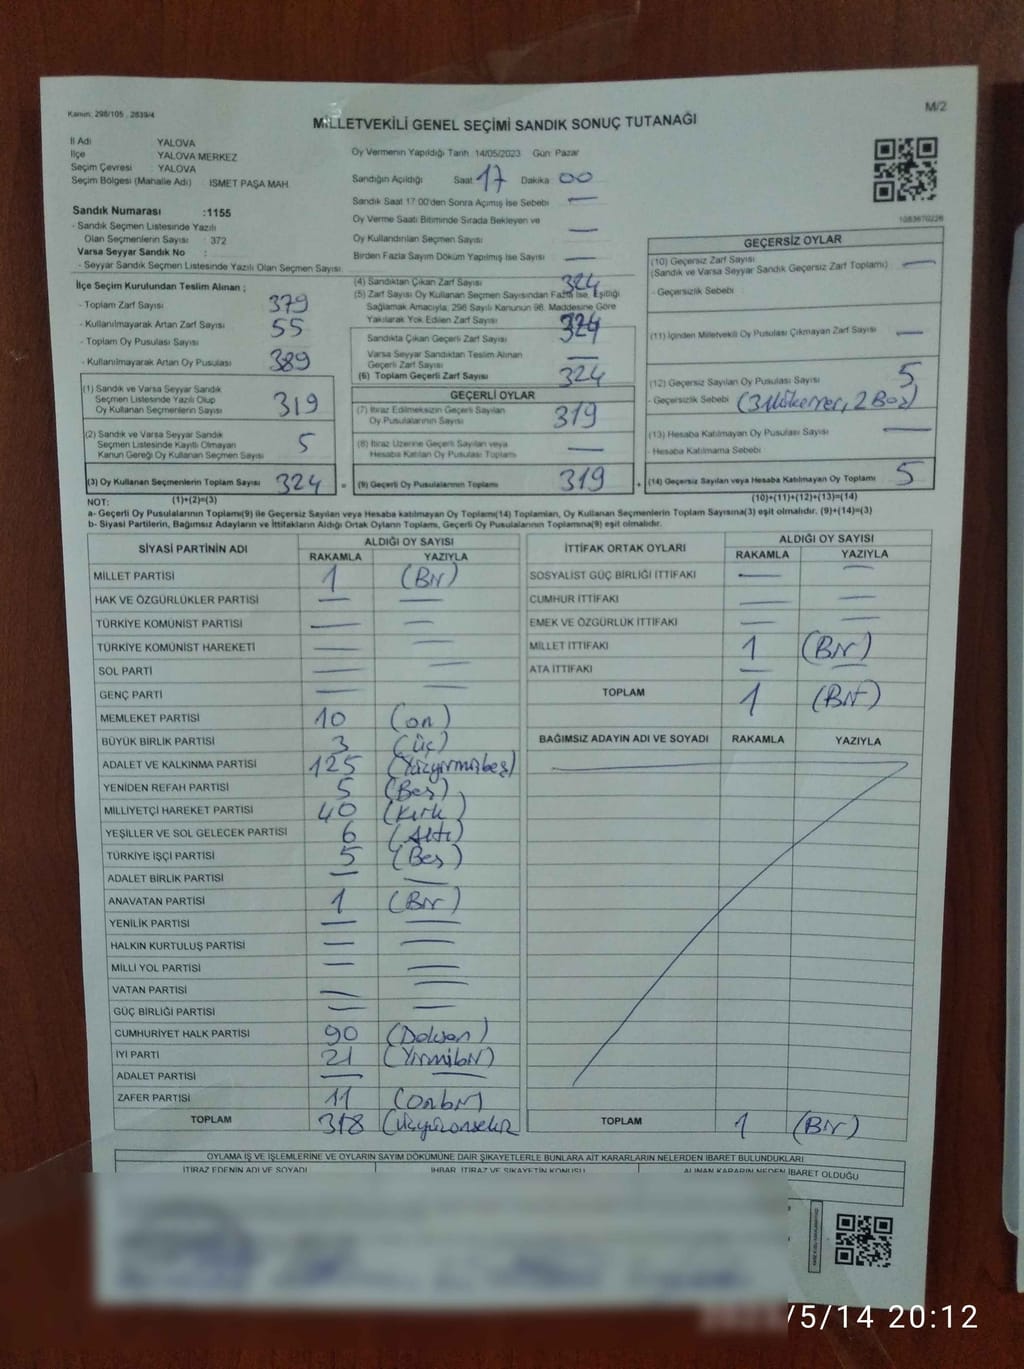 Kanun: 298/105 , 2839/4
M/2
MİLLETVEKİLİ GENEL SEÇİMİ SANDIK SONUÇ TUTANAĞI
İl Adı YALOVA
İlçe YALOVA MERKEZ
Seçim Çevresi YALOVA
Seçim Bölgesi (Mahalle Adı) İSMET PAŞA MAH.
Oy Vermenin Yapıldığı Tarih 14/05/2023 Gün Pazar
Sandığın Açıldığı Saat 17 Dakika 00
Sandık Saat 17:00'den Sonra Açımış İse Sebebi —
Oy Verme Saati Bitiminde Sırada Bekleyen ve
Oy Kullandırılan Seçmen Sayısı —
Birden Fazla Sayım Döküm Yapılmış İse Sayısı —
Sandık Numarası :1155
- Sandık Seçmen Listesinde Yazılı
Olan Seçmenlerin Sayısı : 372
Varsa Seyyar Sandık No :
- Seyyar Sandık Seçmen Listesinde Yazılı Olan Seçmen Sayısı
İlçe Seçim Kurulundan Teslim Alınan ;
- Toplam Zarf Sayısı 379
- Kullanılmayarak Artan Zarf Sayısı 55
- Toplam Oy Pusulası Sayısı
- Kullanılmayarak Artan Oy Pusulası 389
(1) Sandık ve Varsa Seyyar Sandık
Seçmen Listesinde Yazılı Olup
Oy Kullanan Seçmenlerin Sayısı 319
(2) Sandık ve Varsa Seyyar Sandık
Seçmen Listesinde Kayıtlı Olmayan
Kanun Gereği Oy Kullanan Seçmen Sayısı 5
(3) Oy Kullanan Seçmenlerin Toplam Sayısı 324 =
(4) Sandıktan Çıkan Zarf Sayısı 324
(5) Zarf Sayısı Oy Kullanan Seçmen Sayısından Fazla İse, Eşitliği
Sağlamak Amacıyla, 298 Sayılı Kanunun 98. Maddesine Göre
Yakılarak Yok Edilen Zarf Sayısı
Sandıkta Çıkan Geçerli Zarf Sayısı 324
Varsa Seyyar Sandıktan Teslim Alınan
Geçerli Zarf Sayısı —
(6) Toplam Geçerli Zarf Sayısı 324
GEÇERLİ OYLAR
(7) İtiraz Edilmeksizin Geçerli Sayılan
Oy Pusulalarının Sayısı 319
(8) İtiraz Üzerine Geçerli Sayılan veya
Hesaba Katılan Oy Pusulası Toplamı —
(9) Geçerli Oy Pusulalarının Toplamı 319 +
GEÇERSİZ OYLAR
(10) Geçersiz Zarf Sayısı —
(Sandık ve Varsa Seyyar Sandık Geçersiz Zarf Toplamı)
- Geçersizlik Sebebi :
(11) İçinden Milletvekili Oy Pusulası Çıkmayan Zarf Sayısı —
(12) Geçersiz Sayılan Oy Pusulası Sayısı 5
- Geçersizlik Sebebi (3 Mükerrer, 2 Boş)
(13) Hesaba Katılmayan Oy Pusulası Sayısı —
- Hesaba Katılmama Sebebi
(14) Geçersiz Sayılan veya Hesaba Katılmayan Oy Toplamı 5
NOT: (1)+(2)=(3) (10)+(11)+(12)+(13)=(14)
a- Geçerli Oy Pusulalarının Toplamı(9) ile Geçersiz Sayılan veya Hesaba katılmayan Oy Toplamı(14) Toplamları, Oy Kullanan Seçmenlerin Toplam Sayısına(3) eşit olmalıdır. (9)+(14)=(3)
b- Siyasi Partilerin, Bağımsız Adayların ve İttifakların Aldığı Ortak Oyların Toplamı, Geçerli Oy Pusulalarının Toplamına(9) eşit olmalıdır.
SİYASİ PARTİNİN ADI ALDIĞI OY SAYISI
RAKAMLA YAZIYLA
MİLLET PARTİSİ 1 (Bir)
HAK VE ÖZGÜRLÜKLER PARTİSİ — —
TÜRKİYE KOMÜNİST PARTİSİ — —
TÜRKİYE KOMÜNİST HAREKETİ — —
SOL PARTİ — —
GENÇ PARTİ — —
MEMLEKET PARTİSİ 10 (on)
BÜYÜK BİRLİK PARTİSİ 3 (üç)
ADALET VE KALKINMA PARTİSİ 125 (Yüzyirmibeş)
YENİDEN REFAH PARTİSİ 5 (Beş)
MİLLİYETÇİ HAREKET PARTİSİ 40 (Kırk)
YEŞİLLER VE SOL GELECEK PARTİSİ 6 (Altı)
TÜRKİYE İŞÇİ PARTİSİ 5 (Beş)
ADALET BİRLİK PARTİSİ — —
ANAVATAN PARTİSİ 1 (Bir)
YENİLİK PARTİSİ — —
HALKIN KURTULUŞ PARTİSİ — —
MİLLİ YOL PARTİSİ — —
VATAN PARTİSİ — —
GÜÇ BİRLİĞİ PARTİSİ — —
CUMHURİYET HALK PARTİSİ 90 (Doksan)
İYİ PARTİ 21 (Yirmibir)
ADALET PARTİSİ — —
ZAFER PARTİSİ 11 (Onbir)
TOPLAM 318 (üçyüzonsekiz
İTTİFAK ORTAK OYLARI ALDIĞI OY SAYISI
RAKAMLA YAZIYLA
SOSYALİST GÜÇ BİRLİĞİ İTTİFAKI — —
CUMHUR İTTİFAKI — —
EMEK VE ÖZGÜRLÜK İTTİFAKI — —
MİLLET İTTİFAKI 1 (Bir)
ATA İTTİFAKI — —
TOPLAM 1 (Bir)
BAĞIMSIZ ADAYIN ADI VE SOYADI RAKAMLA YAZIYLA
TOPLAM 1 (Bir)
OYLAMA İŞ VE İŞLEMLERİNE VE OYLARIN SAYIM DÖKÜMÜNE DAİR ŞİKAYETLERLE BUNLARA AİT KARARLARIN NELERDEN İBARET BULUNDUKLARI
İTİRAZ EDENİN ADI VE SOYADI İHBAR, İTİRAZ VE ŞİKAYETİN KONUSU ALINAN KARARIN NEDEN İBARET OLDUĞU
/5/14 20:12